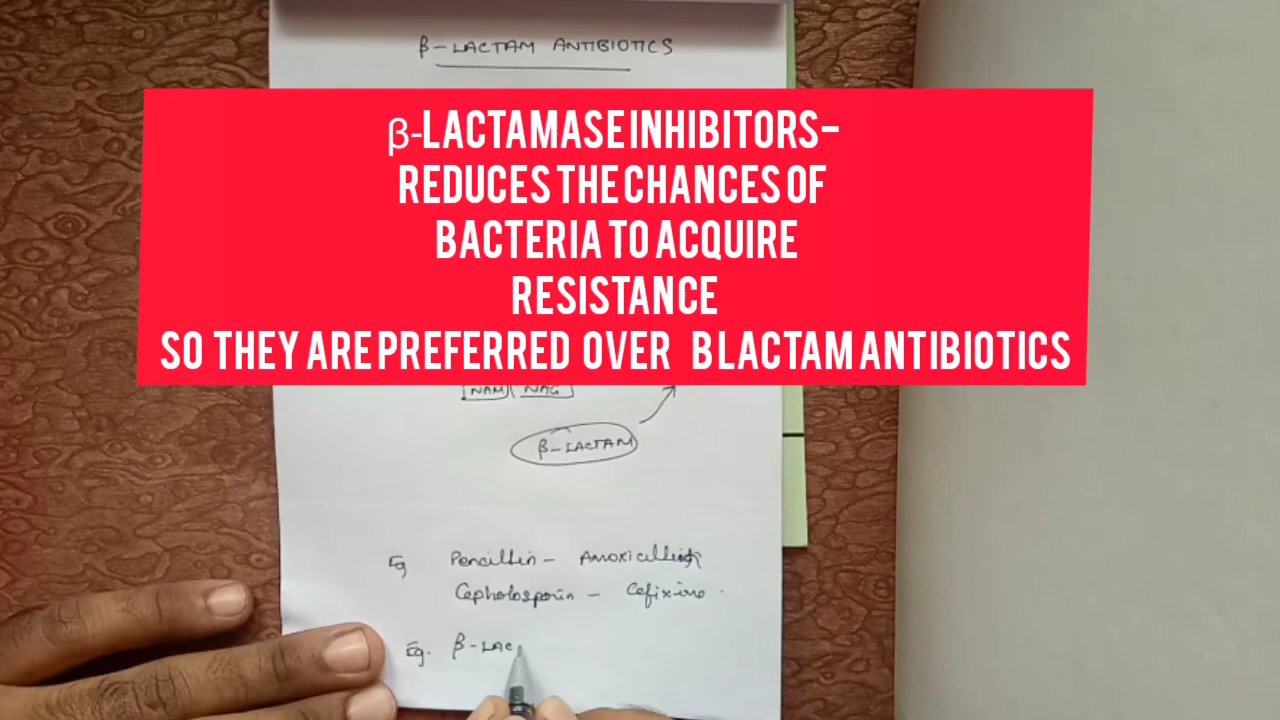 β-LACTAM ANTIBIOTICS
β-LACTAMASE INHIBITORS-
REDUCES THE CHANCES OF
BACTERIA TO ACQUIRE
RESISTANCE
SO THEY ARE PREFERRED OVER B LACTAM ANTIBIOTICS
NAM NAG
β-LACTAM
Eg Pencillin - Amoxicillin
Cepholosporin - Cefixime
Eg. β-LAC